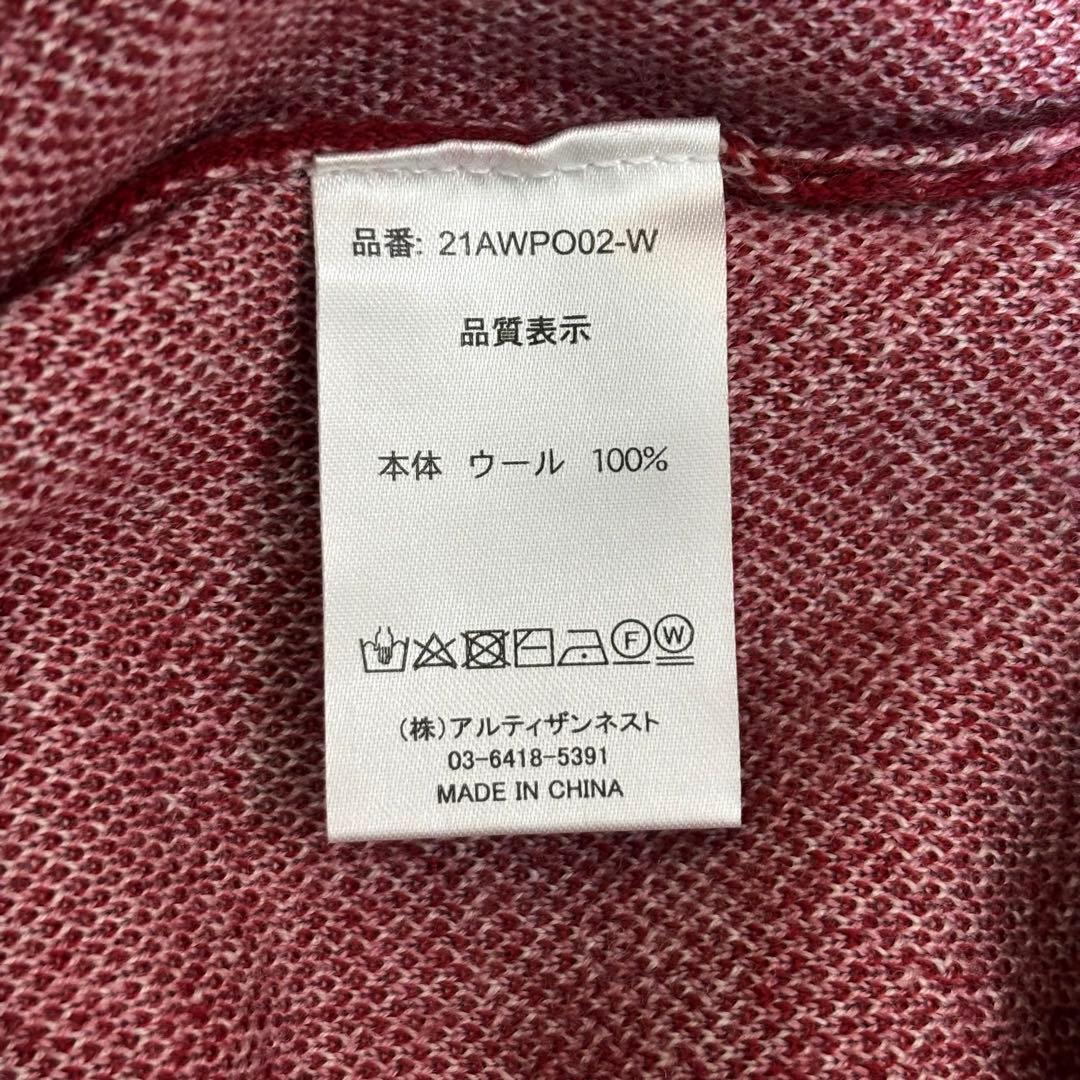 品番: 21AWPO02-W
品質表示
本体 ウール 100%
F W
(株)アルティザンネスト
03-6418-5391
MADE IN CHINA